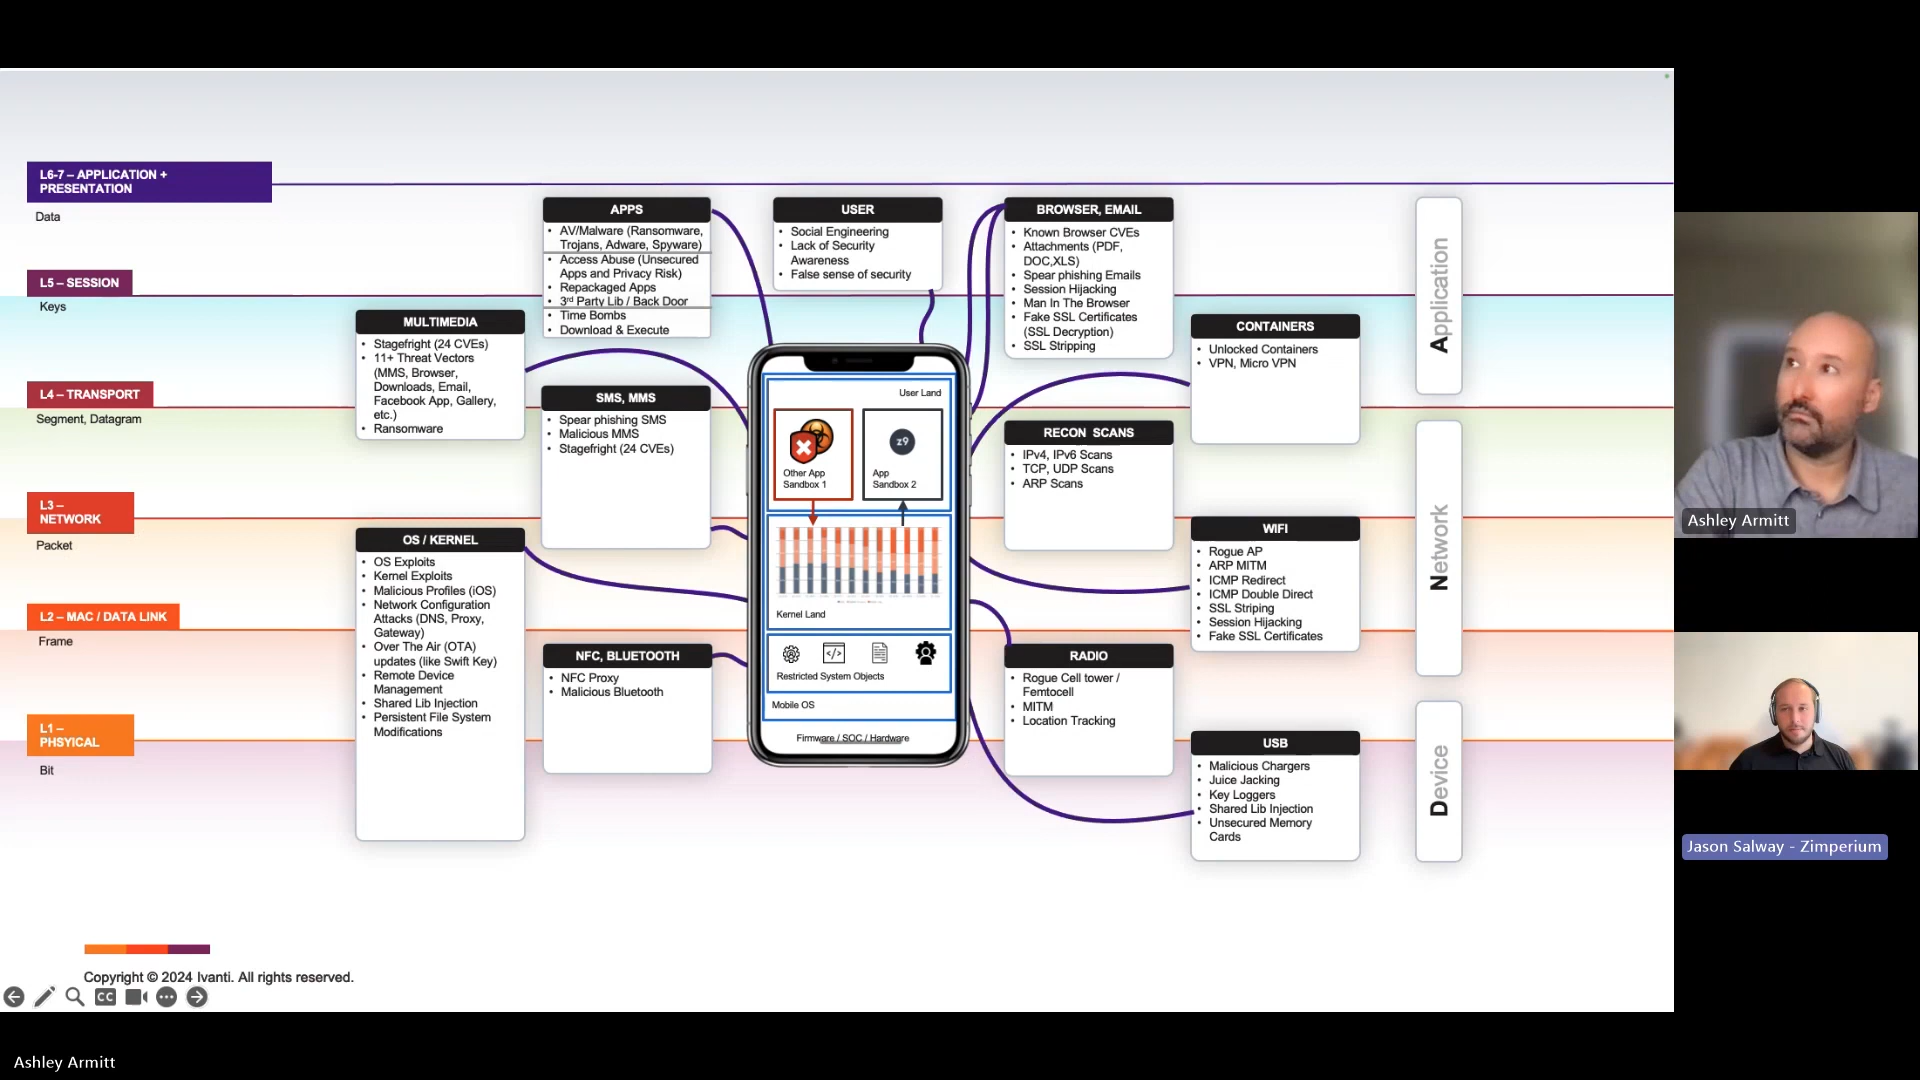 L6-7 – APPLICATION +
PRESENTATION
Data
L5 – SESSION
Keys
L4 – TRANSPORT
Segment, Datagram
L3 –
NETWORK
Packet
L2 – MAC / DATA LINK
Frame
L1 –
PHSYICAL
Bit
MULTIMEDIA
• Stagefright (24 CVEs)
• 11+ Threat Vectors
(MMS, Browser,
Downloads, Email,
Facebook App, Gallery,
etc.)
• Ransomware
OS / KERNEL
• OS Exploits
• Kernel Exploits
• Malicious Profiles (iOS)
• Network Configuration
Attacks (DNS, Proxy,
Gateway)
• Over The Air (OTA)
updates (like Swift Key)
• Remote Device
Management
• Shared Lib Injection
• Persistent File System
Modifications
APPS
• AV/Malware (Ransomware,
Trojans, Adware, Spyware)
• Access Abuse (Unsecured
Apps and Privacy Risk)
• Repackaged Apps
• 3rd Party Lib / Back Door
• Time Bombs
• Download & Execute
SMS, MMS
• Spear phishing SMS
• Malicious MMS
• Stagefright (24 CVEs)
NFC, BLUETOOTH
• NFC Proxy
• Malicious Bluetooth
USER
• Social Engineering
• Lack of Security
Awareness
• False sense of security
User Land
z9
Other App
Sandbox 1
App
Sandbox 2
Kernel Land
Restricted System Objects
Mobile OS
Firmware / SOC / Hardware
BROWSER, EMAIL
• Known Browser CVEs
• Attachments (PDF,
DOC,XLS)
• Spear phishing Emails
• Session Hijacking
• Man In The Browser
• Fake SSL Certificates
(SSL Decryption)
• SSL Stripping
RECON SCANS
• IPv4, IPv6 Scans
• TCP, UDP Scans
• ARP Scans
RADIO
• Rogue Cell tower /
Femtocell
• MITM
• Location Tracking
CONTAINERS
• Unlocked Containers
• VPN, Micro VPN
WIFI
• Rogue AP
• ARP MITM
• ICMP Redirect
• ICMP Double Direct
• SSL Striping
• Session Hijacking
• Fake SSL Certificates
USB
• Malicious Chargers
• Juice Jacking
• Key Loggers
• Shared Lib Injection
• Unsecured Memory
Cards
Application
Network
Device
Copyright © 2024 Ivanti. All rights reserved.
CC
Ashley Armitt
Jason Salway - Zimperium
Ashley Armitt